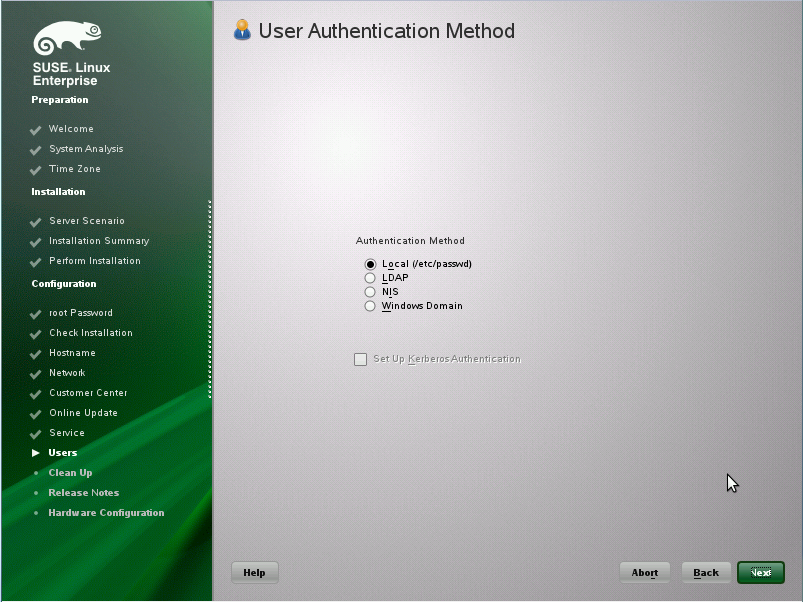 SUSE. Linux
Enterprise
Preparation
Welcome
System Analysis
Time Zone
Installation
Server Scenario
Installation Summary
Perform Installation
Configuration
root Password
Check Installation
Hostname
Network
Customer Center
Online Update
Service
Users
Clean Up
Release Notes
Hardware Configuration
User Authentication Method
Authentication Method
Local (/etc/passwd)
LDAP
NIS
Windows Domain
Set Up Kerberos Authentication
Help
Abort
Back
Next